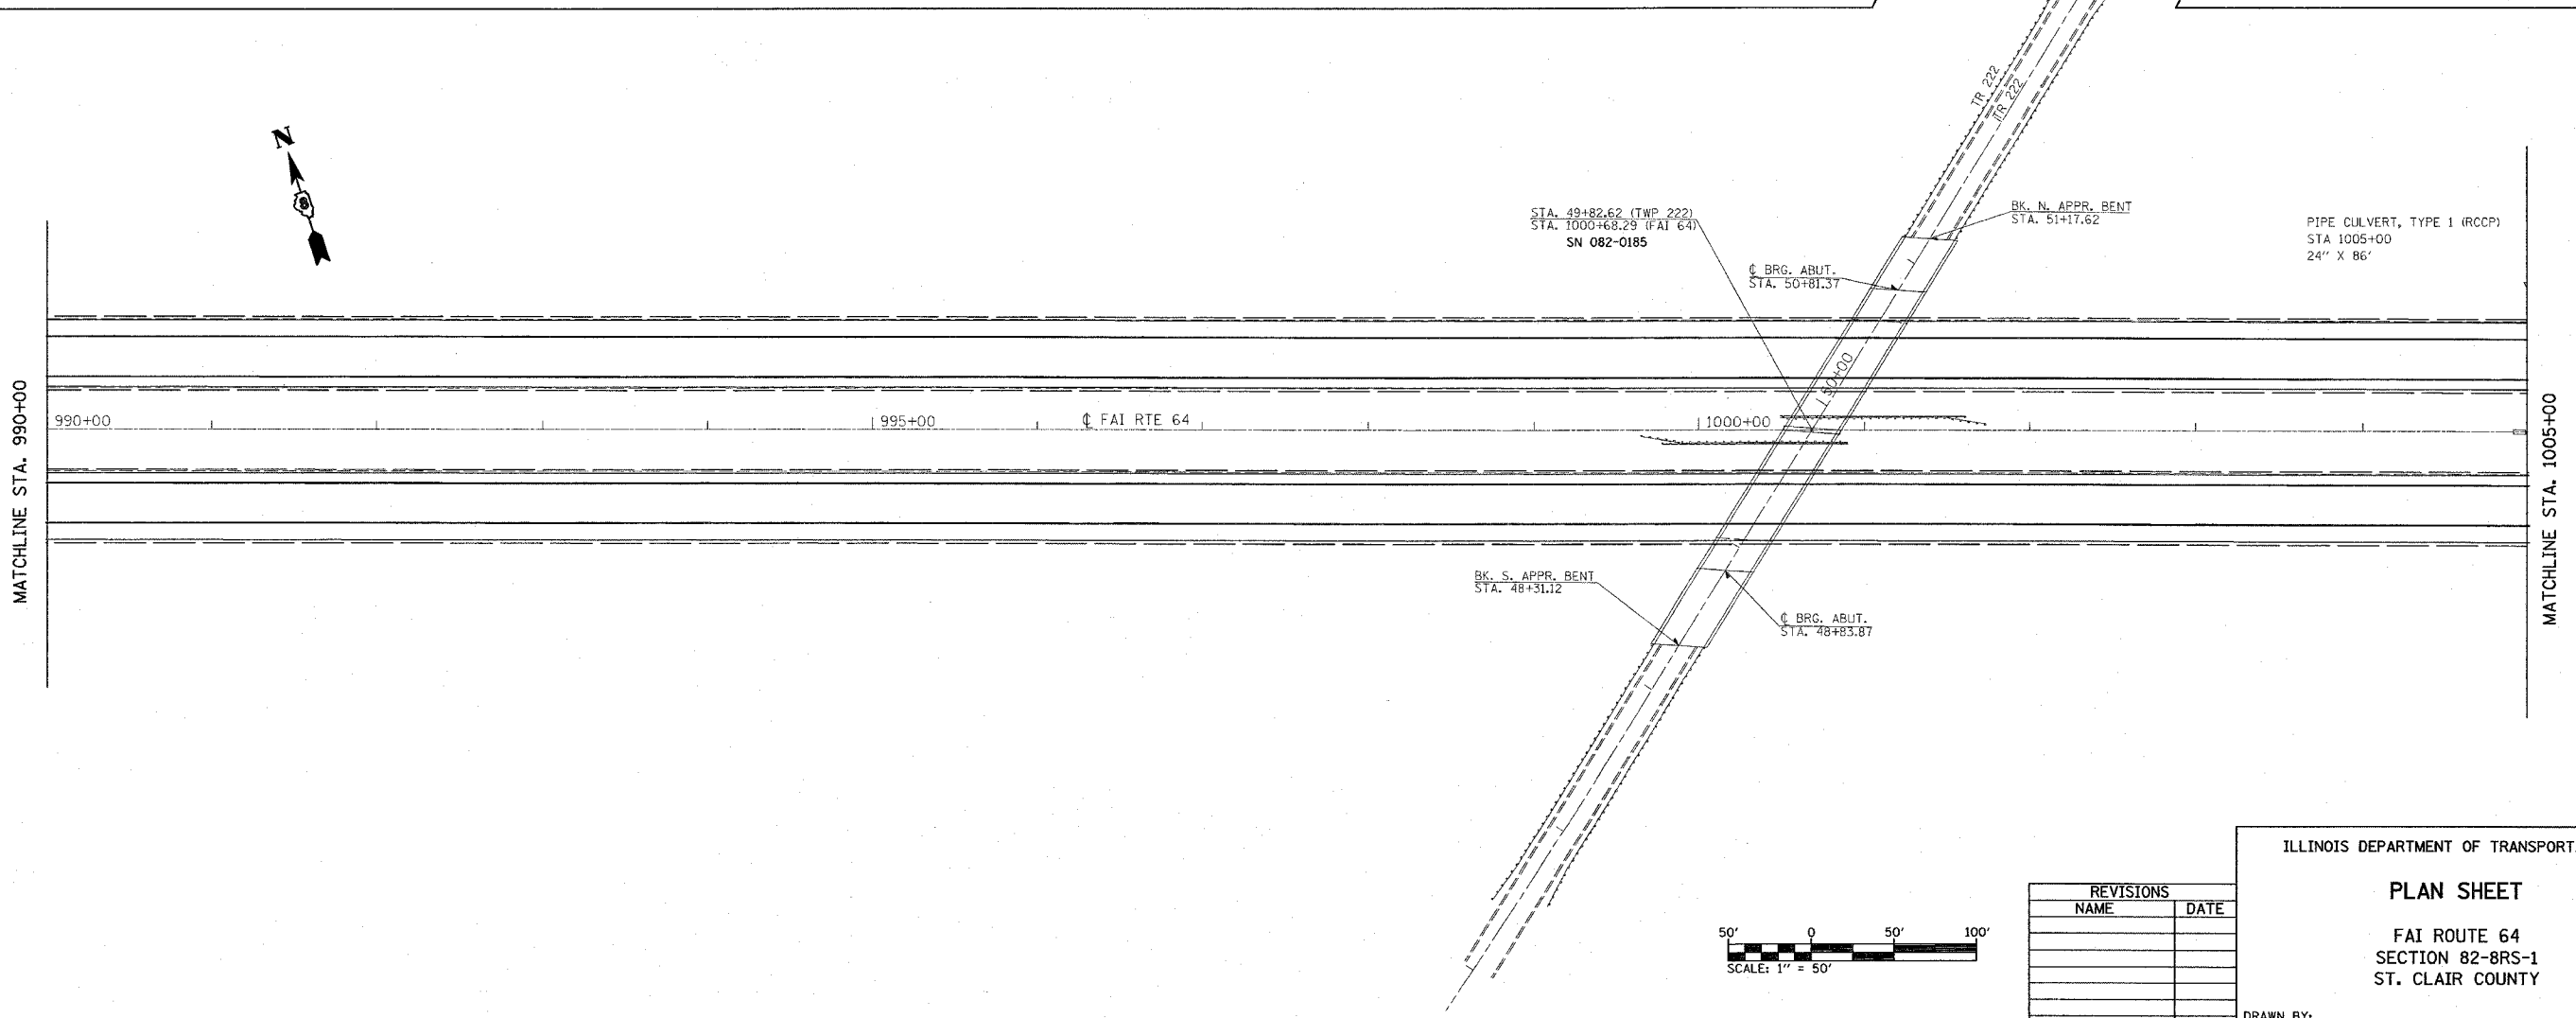 TR 222
TR 222
N
8
STA. 49+82.62 (TWP 222)
STA. 1000+68.29 (FAI 64)
SN 082-0185
BK. N. APPR. BENT
STA. 51+17.62
PIPE CULVERT, TYPE 1 (RCCP)
STA 1005+00
24" X 86'
℄ BRG. ABUT.
STA. 50+81.37
50+00
MATCHLINE STA. 990+00
990+00
995+00
℄ FAI RTE 64
1000+00
MATCHLINE STA. 1005+00
BK. S. APPR. BENT
STA. 48+31.12
℄ BRG. ABUT.
STA. 48+83.87
50' 0 50' 100'
SCALE: 1" = 50'
REVISIONS
NAME DATE
ILLINOIS DEPARTMENT OF TRANSPORT
PLAN SHEET
FAI ROUTE 64
SECTION 82-8RS-1
ST. CLAIR COUNTY
DRAWN BY: